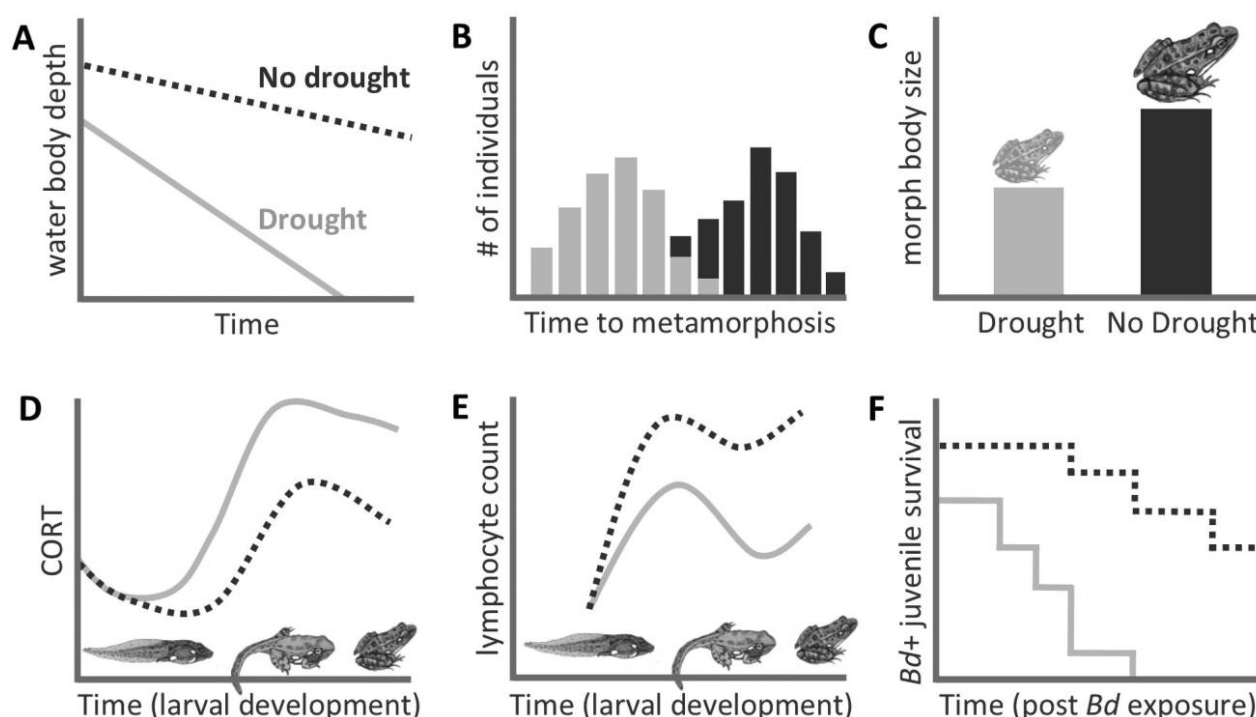 A
water body depth
No drought
Drought
Time
B
# of individuals
Time to metamorphosis
C
morph body size
Drought
No Drought
D
CORT
Time (larval development)
E
lymphocyte count
Time (larval development)
F
Bd+ juvenile survival
Time (post Bd exposure)